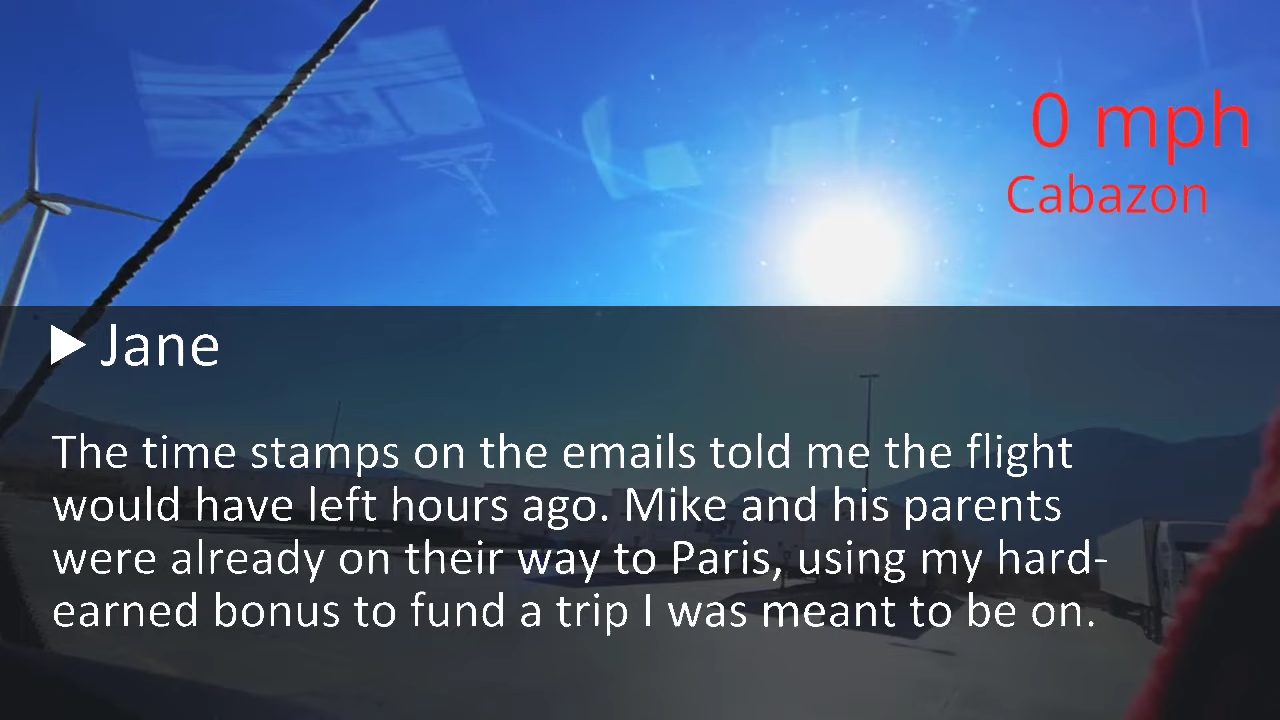 0 mph
Cabazon
Jane
The time stamps on the emails told me the flight
would have left hours ago. Mike and his parents
were already on their way to Paris, using my hard-
earned bonus to fund a trip I was meant to be on.